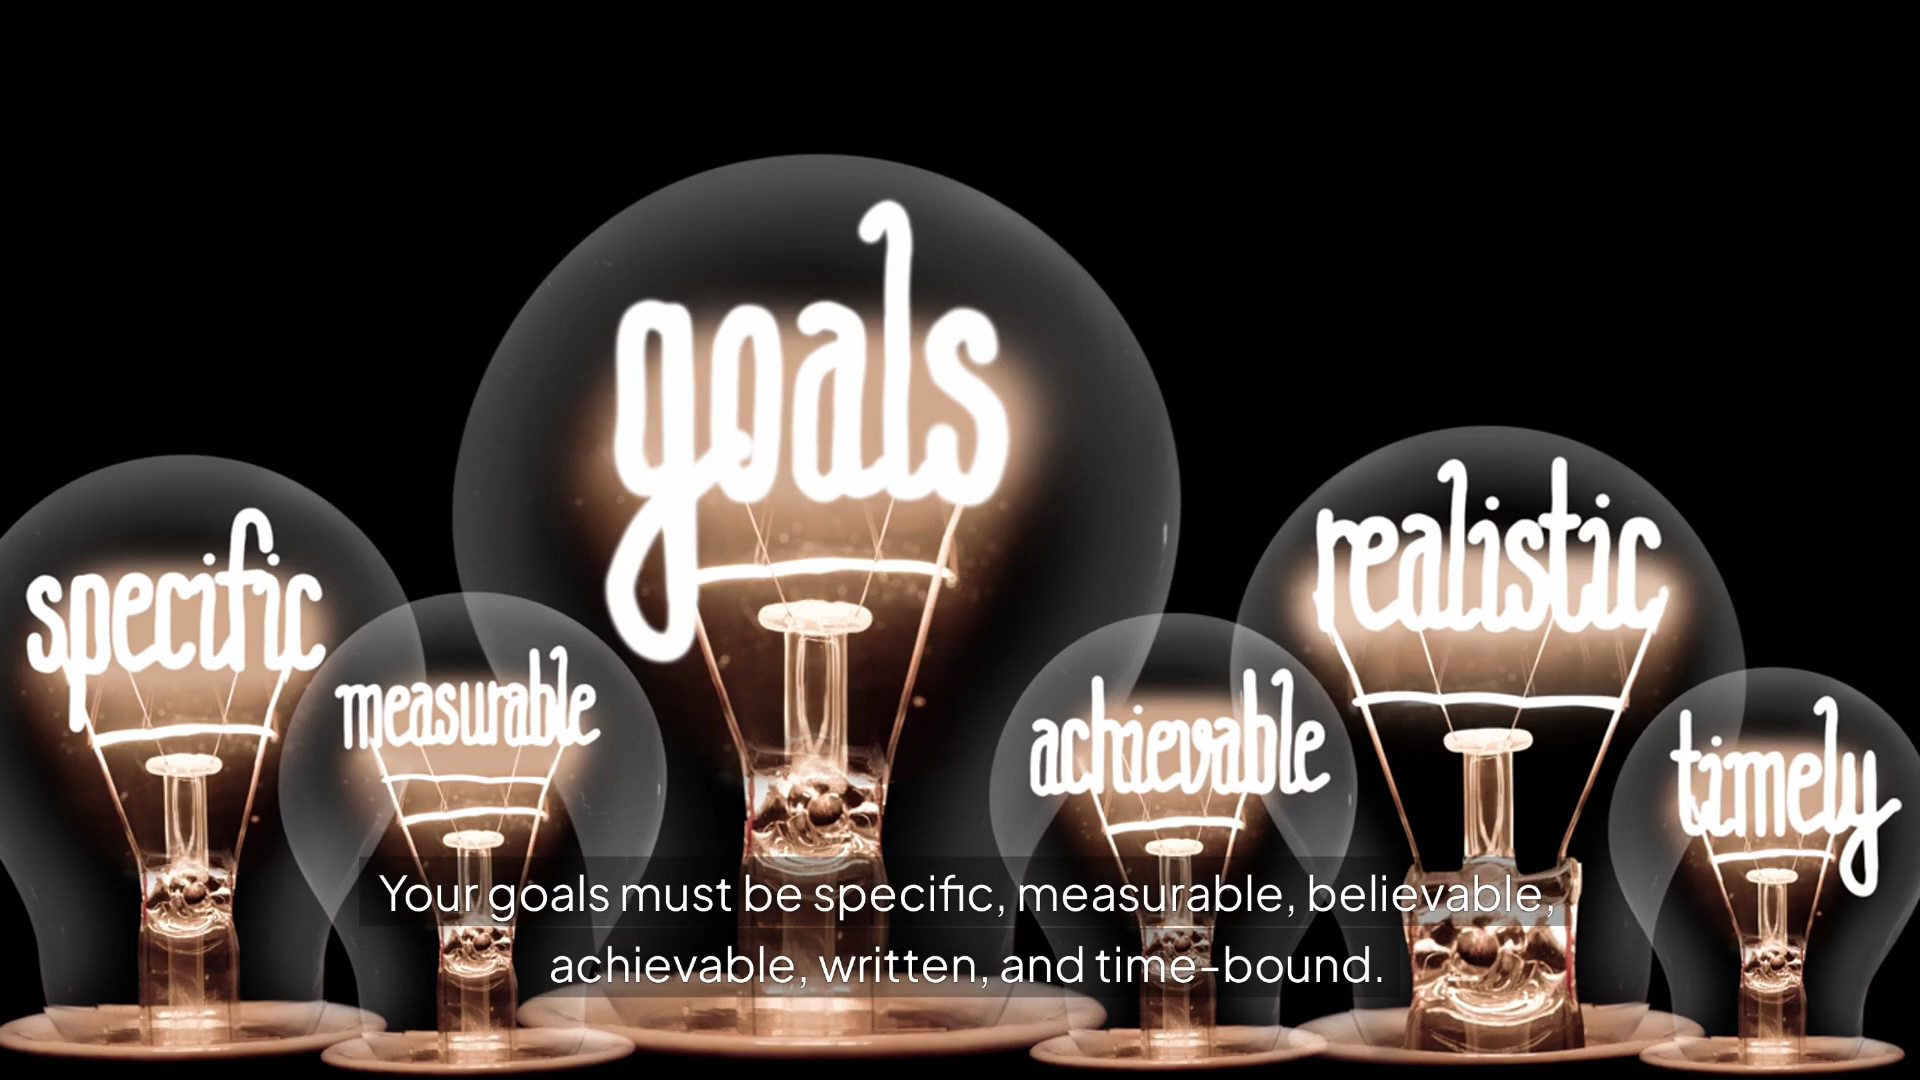 goals
specific
measurable
achievable
realistic
timely
Your goals must be specific, measurable, believable,
achievable, written, and time-bound.